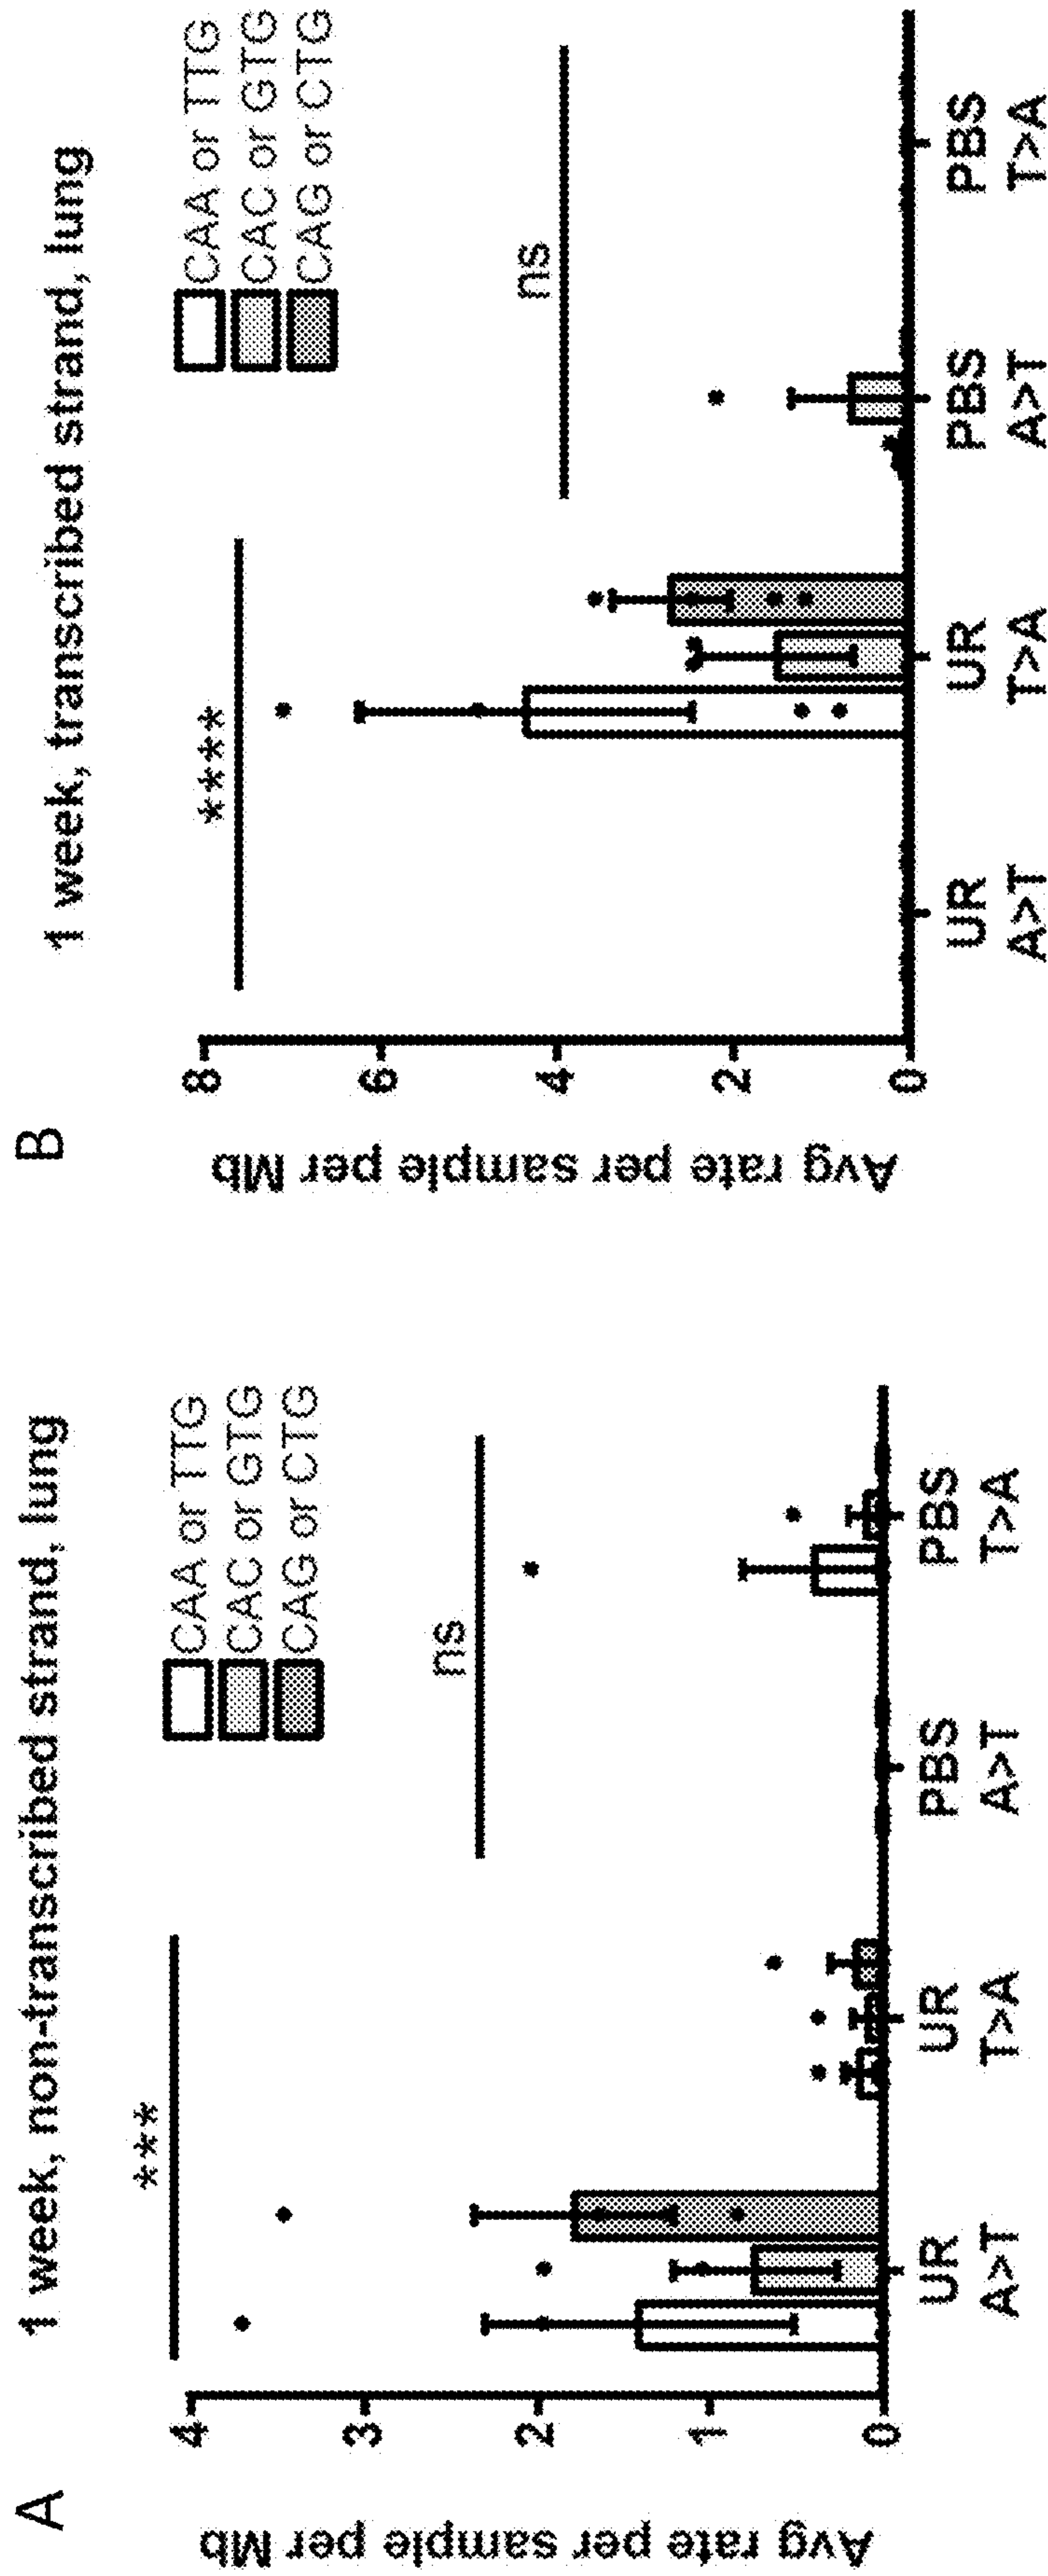 A
1 week, non-transcribed strand, lung
Avg rate per sample per Mb
4
3
2
1
0
***
ns
CAA or TTG
CAC or GTG
CAG or CTG
UR
A>T
UR
T>A
PBS
A>T
PBS
T>A
B
1 week, transcribed strand, lung
Avg rate per sample per Mb
8
6
4
2
0
****
ns
CAA or TTG
CAC or GTG
CAG or CTG
UR
A>T
UR
T>A
PBS
A>T
PBS
T>A